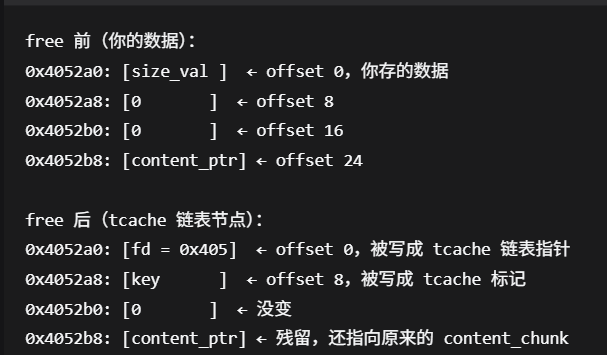 free 前（你的数据）：
0x4052a0: [size_val ]  ← offset 0，你存的数据
0x4052a8: [0       ]  ← offset 8
0x4052b0: [0       ]  ← offset 16
0x4052b8: [content_ptr] ← offset 24
free 后（tcache 链表节点）：
0x4052a0: [fd = 0x405]  ← offset 0，被写成 tcache 链表指针
0x4052a8: [key      ]  ← offset 8，被写成 tcache 标记
0x4052b0: [0       ]  ← 没变
0x4052b8: [content_ptr] ← 残留，还指向原来的 content_chunk